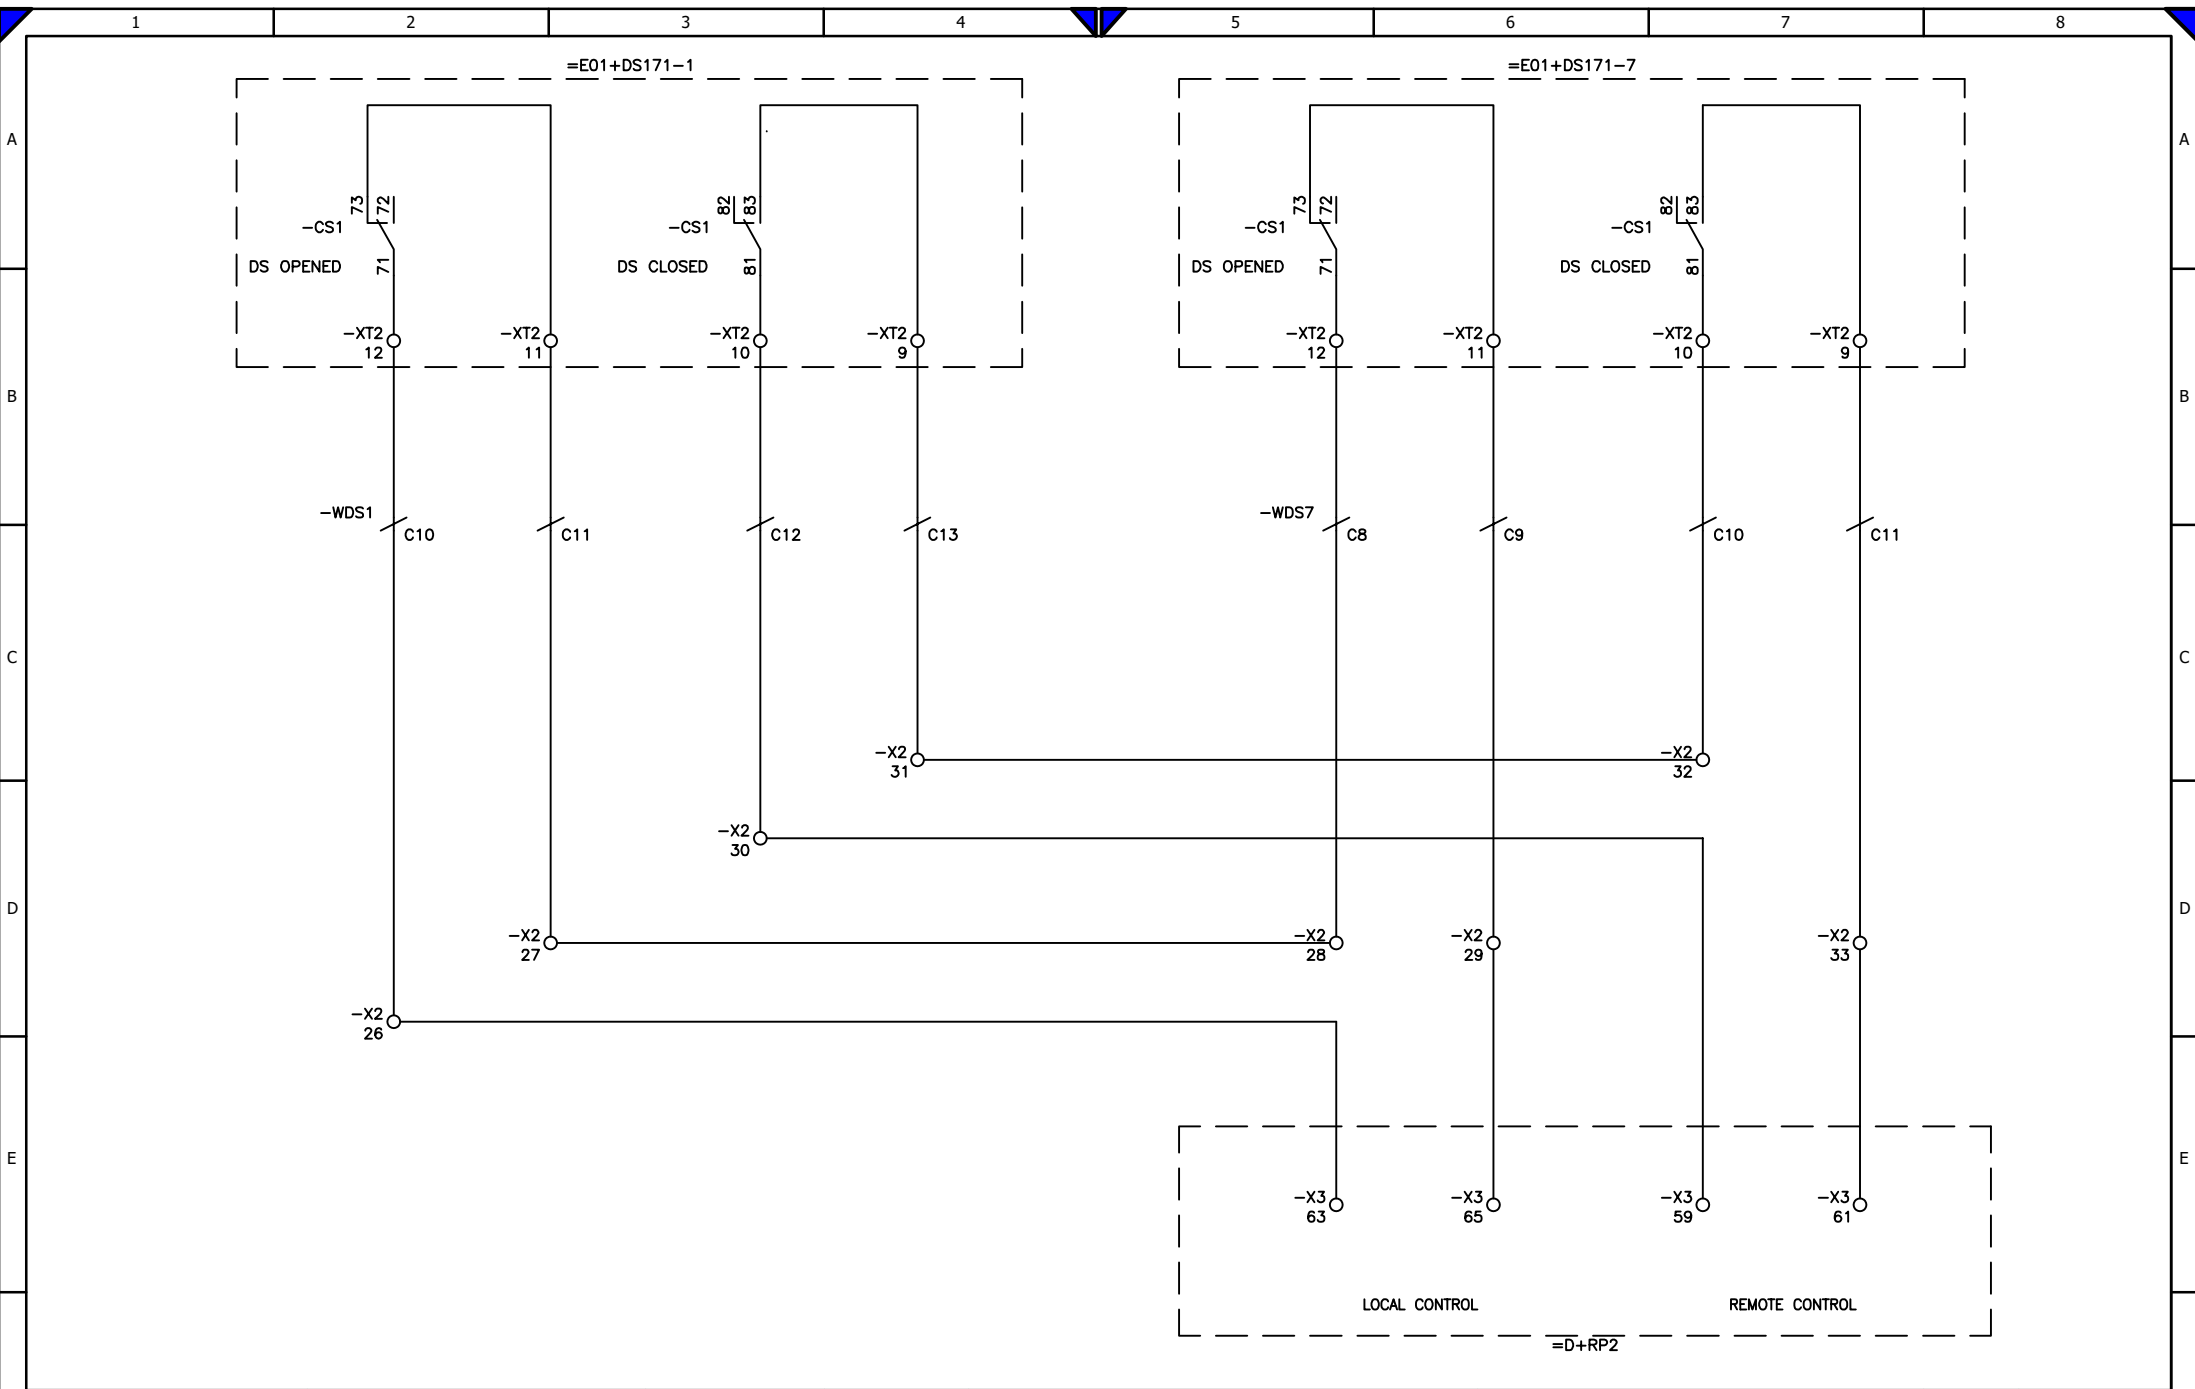 1 2 3 4 5 6 7 8
=E01+DS171-1 =E01+DS171-7
A A
73 72 82 83 73 72 82 83
-CS1 -CS1 -CS1 -CS1
DS OPENED 71 DS CLOSED 81 DS OPENED 71 DS CLOSED 81
-XT2 -XT2 -XT2 -XT2 -XT2 -XT2 -XT2 -XT2
12 11 10 9 12 11 10 9
B B
-WDS1 -WDS7
C10 C11 C12 C13 C8 C9 C10 C11
C C
-X2 -X2
31 32
-X2
30
D D
-X2 -X2 -X2 -X2
27 28 29 33
-X2
26
E E
-X3 -X3 -X3 -X3
63 65 59 61
LOCAL CONTROL REMOTE CONTROL
=D+RP2